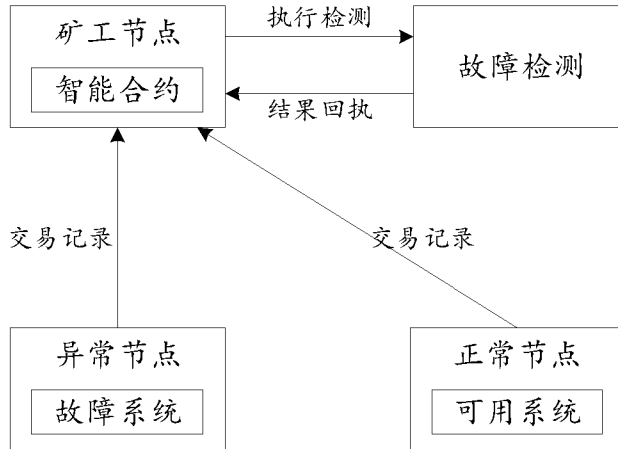 矿工节点
智能合约
执行检测
结果回执
故障检测
交易记录
交易记录
异常节点
故障系统
正常节点
可用系统